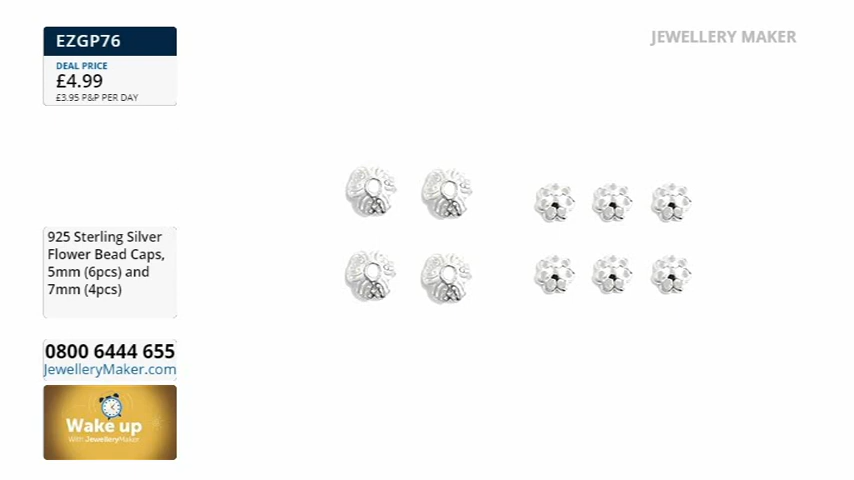 EZGP76
DEAL PRICE
£4.99
£3.95 P&P PER DAY
JEWELLERY MAKER
925 Sterling Silver
Flower Bead Caps,
5mm (6pcs) and
7mm (4pcs)
0800 6444 655
JewelleryMaker.com
Wake up
With JewelleryMaker